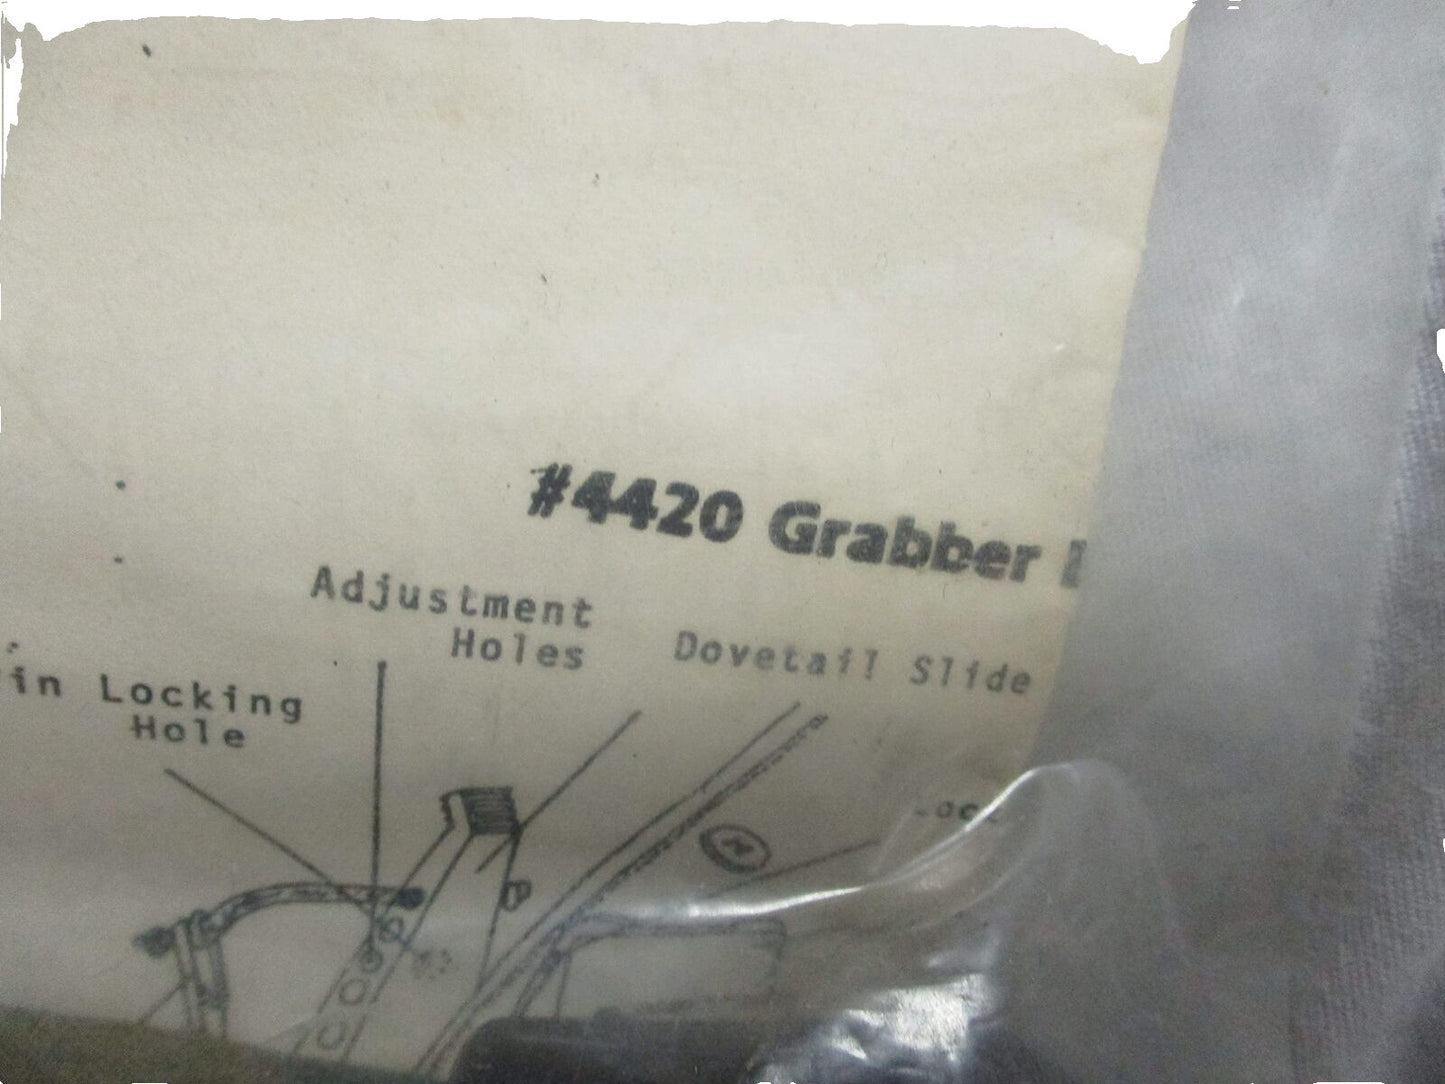 #4420 Grabber
Adjustment
Holes
Dovetail Slide
in Locking
Hole